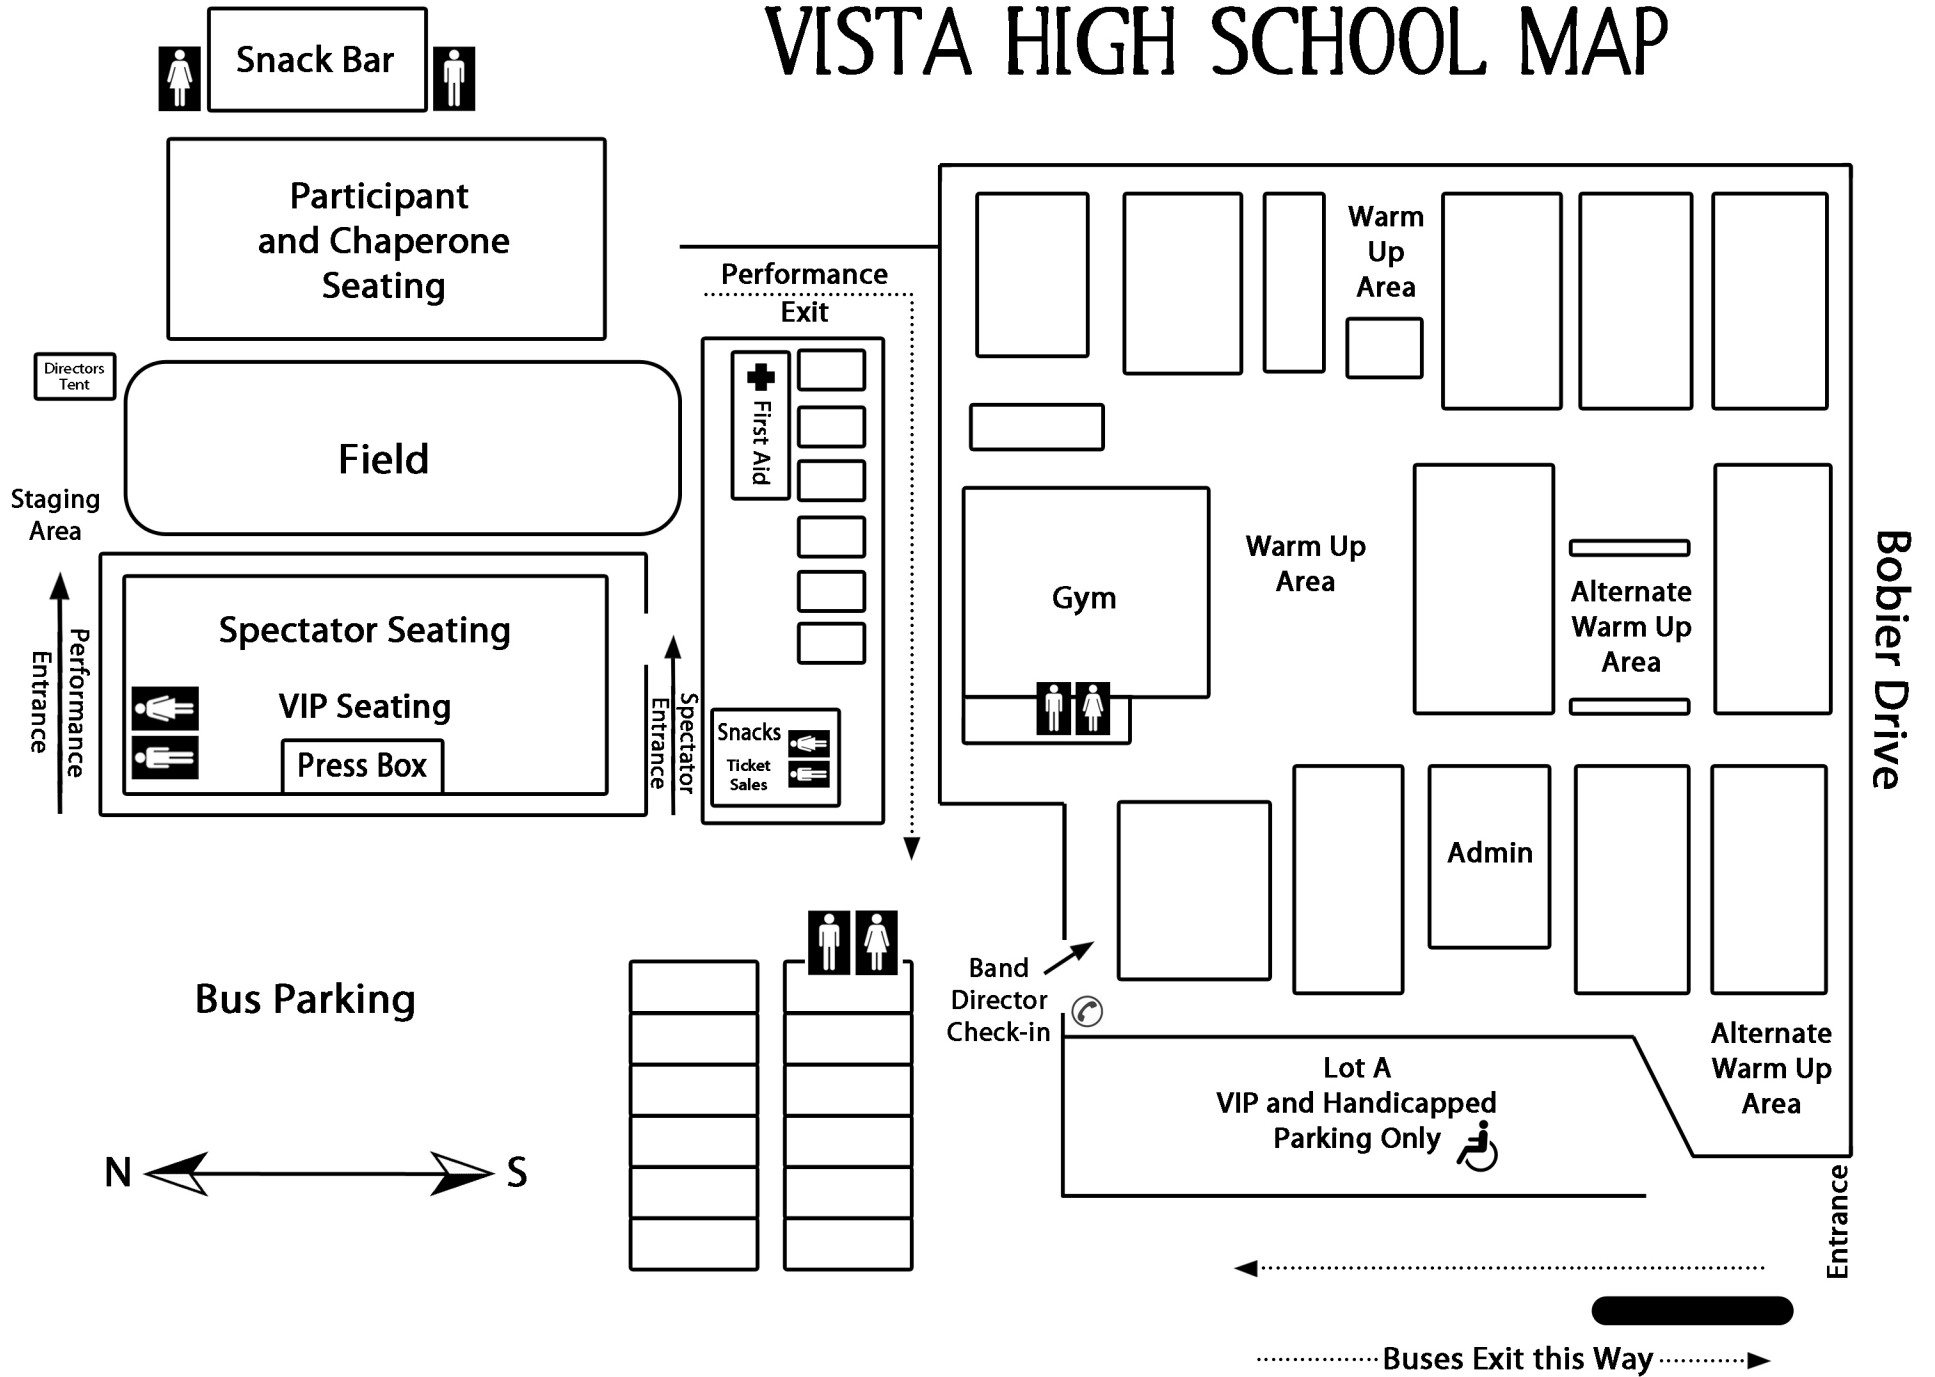 VISTA HIGH SCHOOL MAP
Snack Bar
Participant
and Chaperone
Seating
Directors
Tent
Field
Staging
Area
Performance
Entrance
Spectator Seating
VIP Seating
Press Box
Spectator
Entrance
Performance
Exit
First Aid
Snacks
Ticket
Sales
Warm
Up
Area
Gym
Warm Up
Area
Alternate
Warm Up
Area
Bobier Drive
Admin
Band
Director
Check-in
Bus Parking
N
S
Lot A
VIP and Handicapped
Parking Only
Alternate
Warm Up
Area
Entrance
Buses Exit this Way